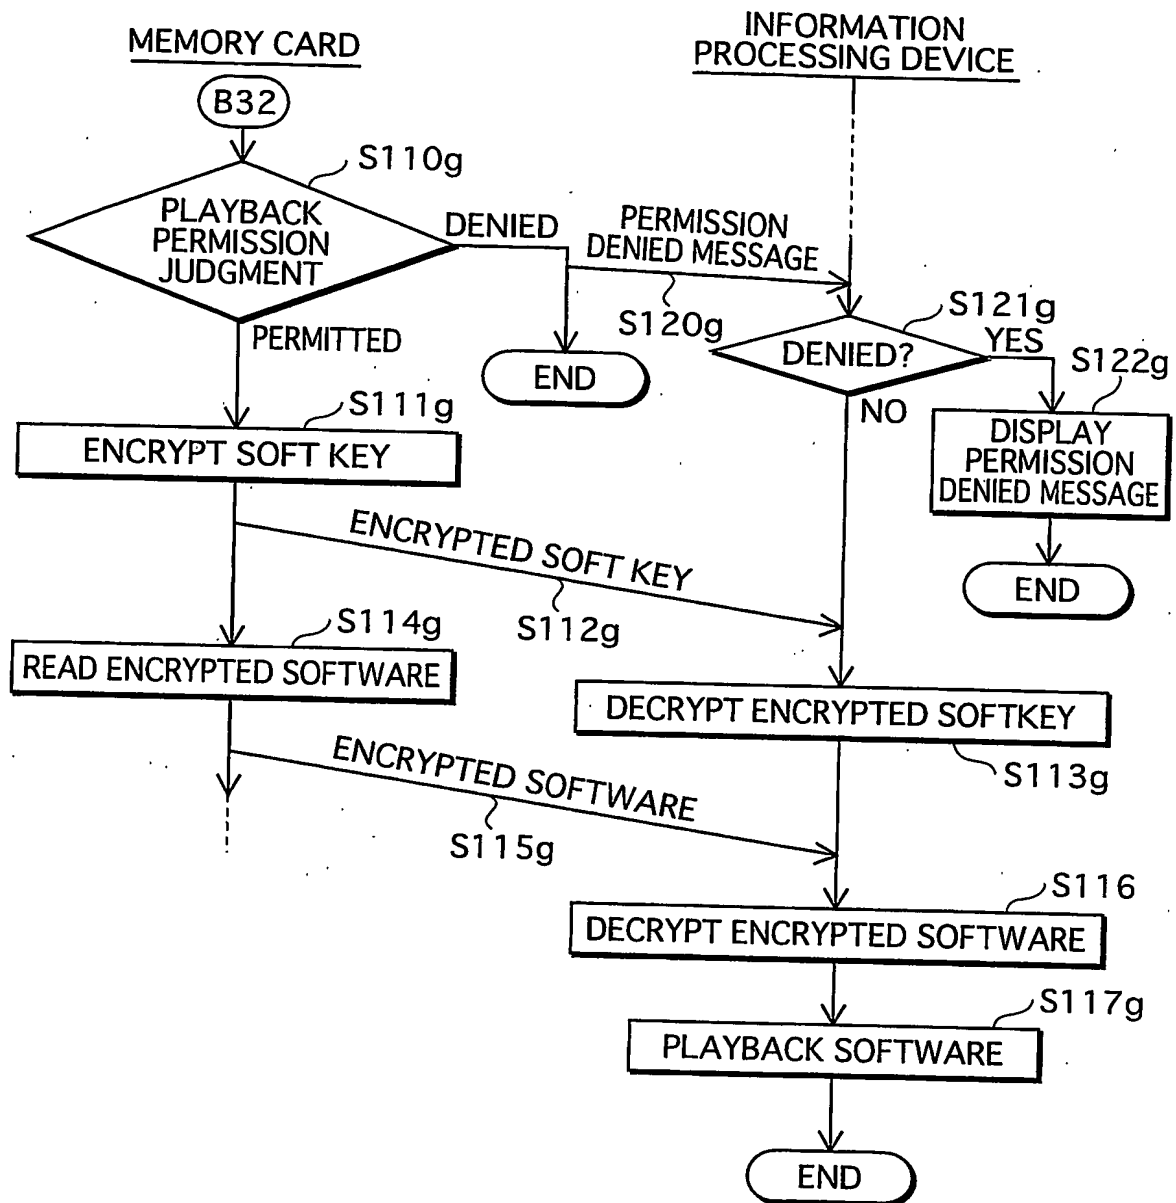 MEMORY CARD
INFORMATION
PROCESSING DEVICE
B32
S110g
PLAYBACK
PERMISSION
JUDGMENT
DENIED
PERMISSION
DENIED MESSAGE
S120g
S121g
DENIED?
YES
S122g
PERMITTED
END
NO
DISPLAY
PERMISSION
DENIED MESSAGE
S111g
ENCRYPT SOFT KEY
ENCRYPTED SOFT KEY
S112g
END
S114g
READ ENCRYPTED SOFTWARE
DECRYPT ENCRYPTED SOFTKEY
S113g
ENCRYPTED SOFTWARE
S115g
S116
DECRYPT ENCRYPTED SOFTWARE
S117g
PLAYBACK SOFTWARE
END